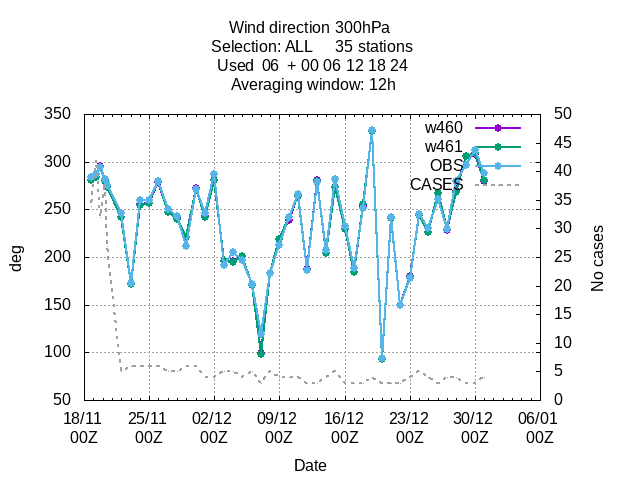 Wind direction 300hPa
Selection: ALL 35 stations
Used 06 + 00 06 12 18 24
Averaging window: 12h
350
300
250
200
150
100
50
deg
50
45
40
35
30
25
20
15
10
5
0
No cases
w460
w461
OBS
CASES
18/11 25/11 02/12 09/12 16/12 23/12 30/12 06/01
00Z 00Z 00Z 00Z 00Z 00Z 00Z 00Z
Date